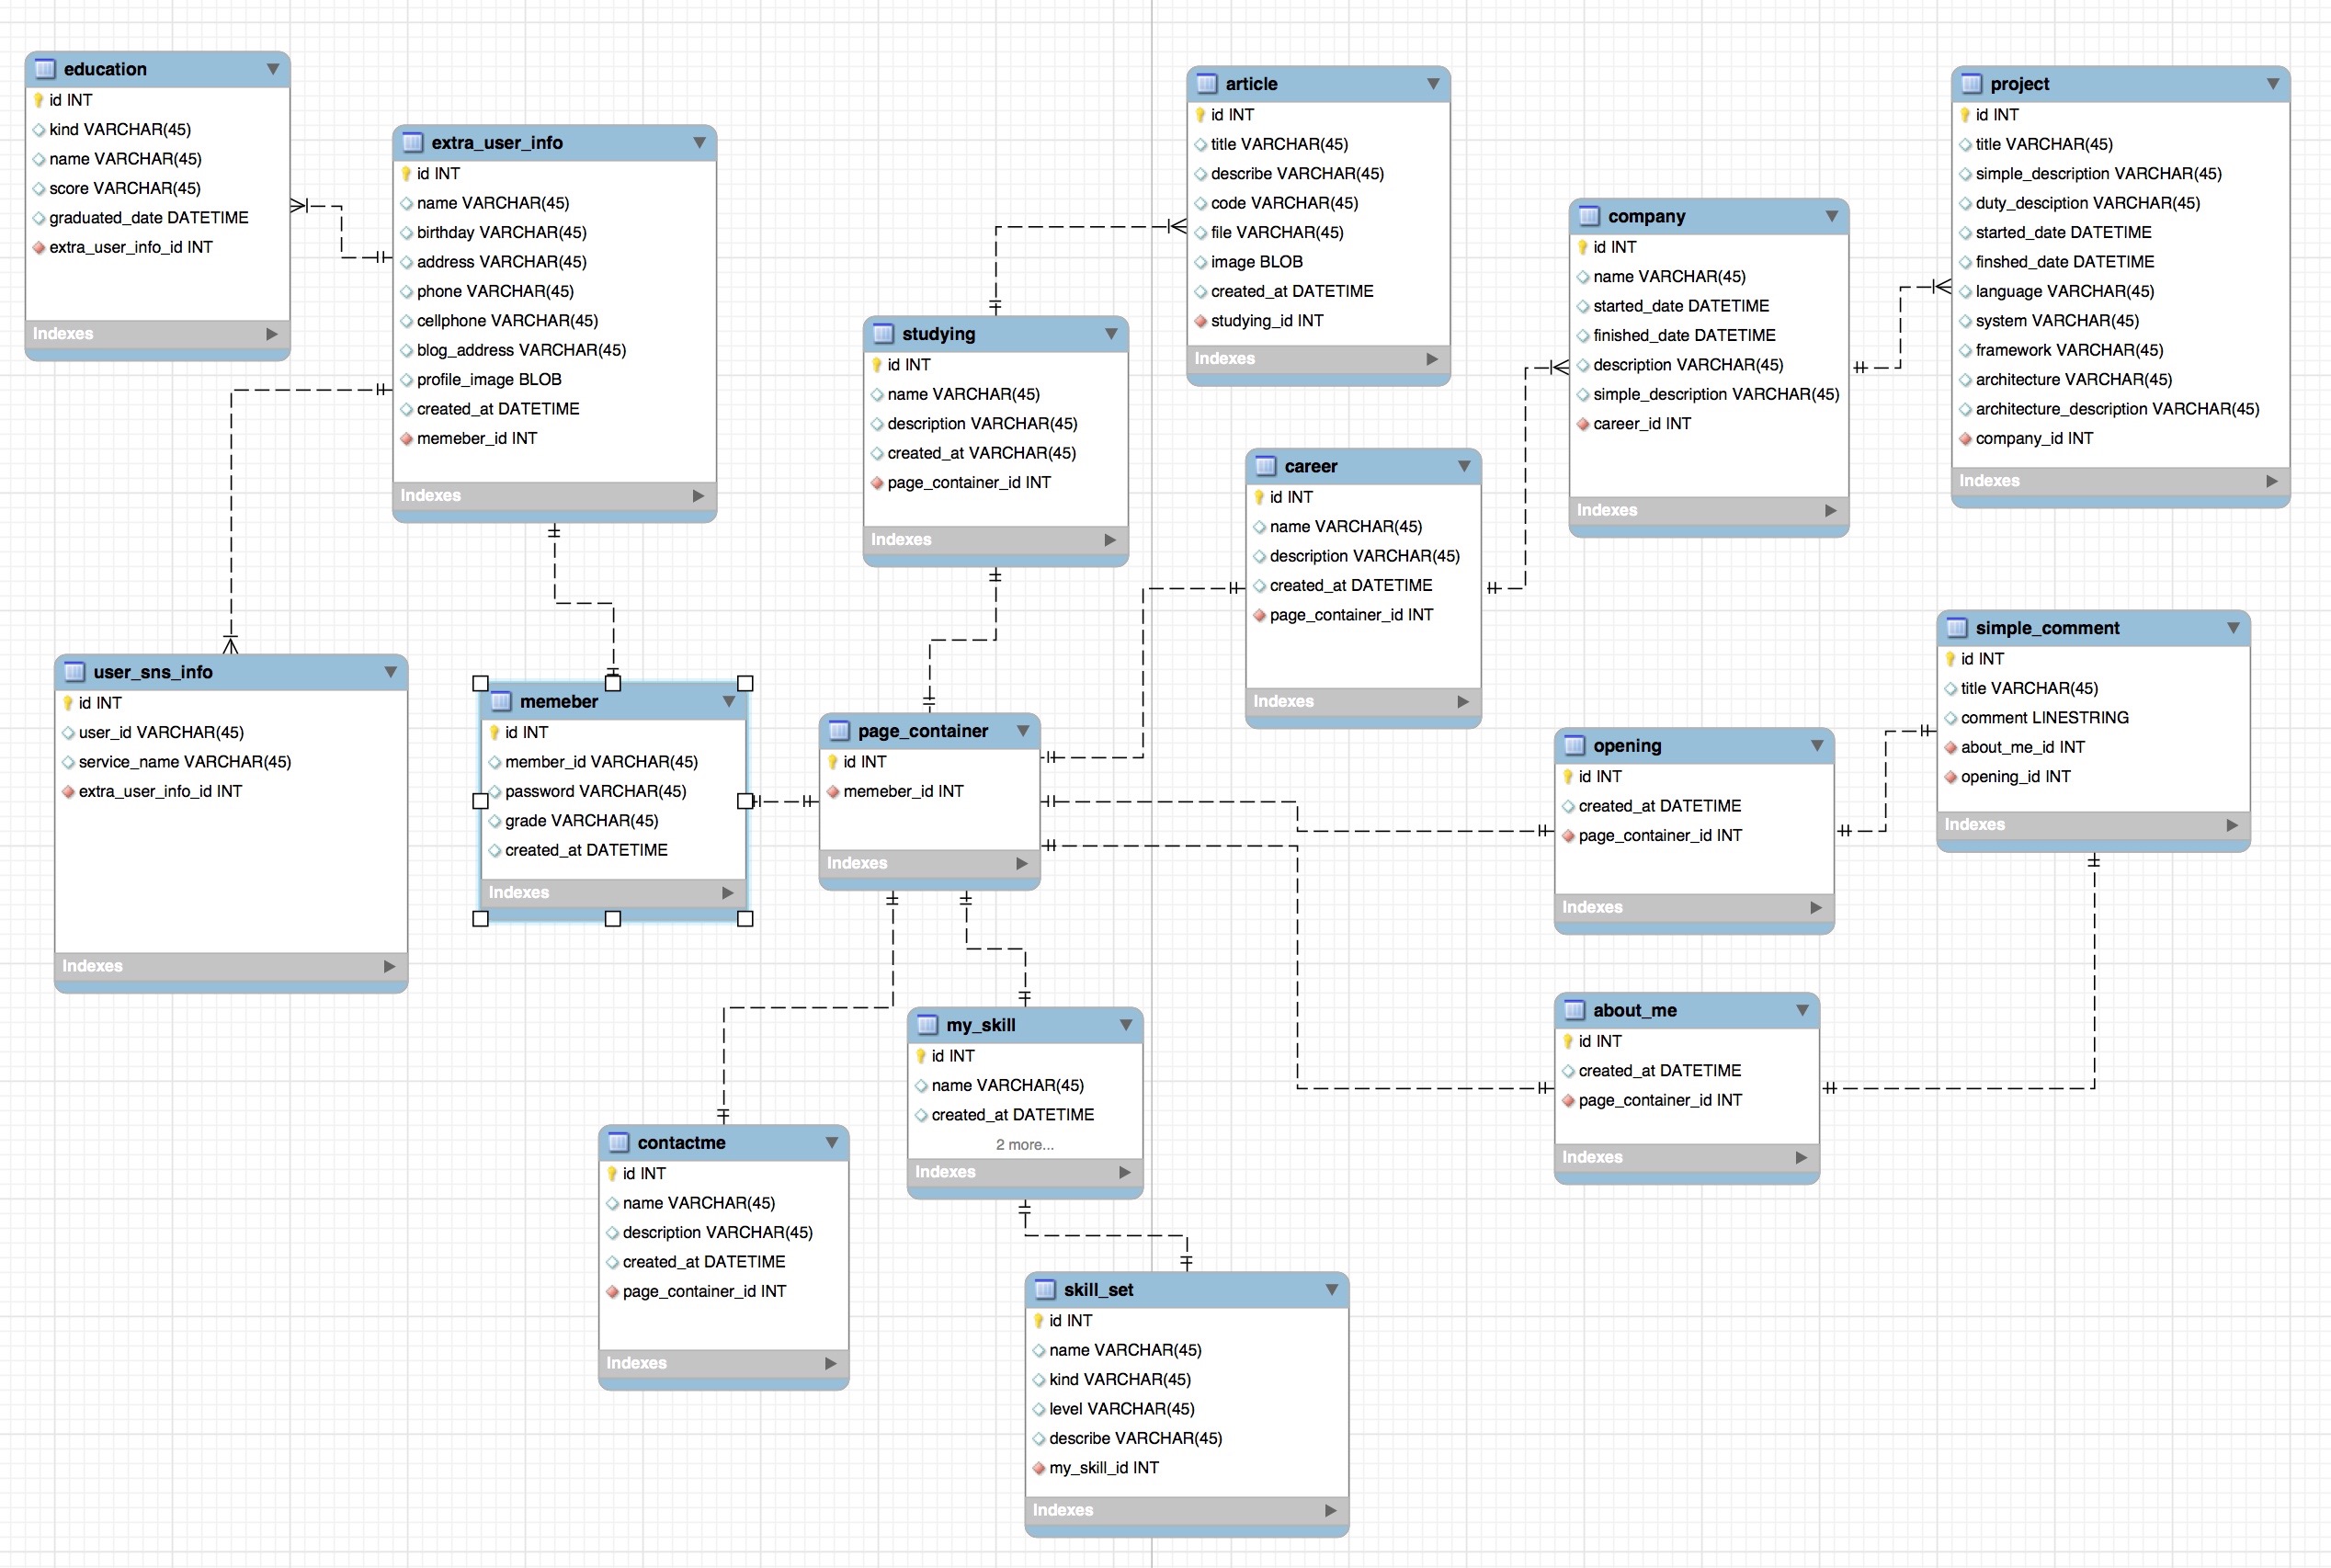 education
id INT
kind VARCHAR(45)
name VARCHAR(45)
score VARCHAR(45)
graduated_date DATETIME
extra_user_info_id INT
Indexes
extra_user_info
id INT
name VARCHAR(45)
birthday VARCHAR(45)
address VARCHAR(45)
phone VARCHAR(45)
cellphone VARCHAR(45)
blog_address VARCHAR(45)
profile_image BLOB
created_at DATETIME
memeber_id INT
Indexes
article
id INT
title VARCHAR(45)
describe VARCHAR(45)
code VARCHAR(45)
file VARCHAR(45)
image BLOB
created_at DATETIME
studying_id INT
Indexes
project
id INT
title VARCHAR(45)
simple_description VARCHAR(45)
duty_desciption VARCHAR(45)
started_date DATETIME
finshed_date DATETIME
language VARCHAR(45)
system VARCHAR(45)
framework VARCHAR(45)
architecture VARCHAR(45)
architecture_description VARCHAR(45)
company_id INT
Indexes
company
id INT
name VARCHAR(45)
started_date DATETIME
finished_date DATETIME
description VARCHAR(45)
simple_description VARCHAR(45)
career_id INT
Indexes
studying
id INT
name VARCHAR(45)
description VARCHAR(45)
created_at VARCHAR(45)
page_container_id INT
Indexes
career
id INT
name VARCHAR(45)
description VARCHAR(45)
created_at DATETIME
page_container_id INT
Indexes
user_sns_info
id INT
user_id VARCHAR(45)
service_name VARCHAR(45)
extra_user_info_id INT
Indexes
memeber
id INT
member_id VARCHAR(45)
password VARCHAR(45)
grade VARCHAR(45)
created_at DATETIME
Indexes
page_container
id INT
memeber_id INT
Indexes
simple_comment
id INT
title VARCHAR(45)
comment LINESTRING
about_me_id INT
opening_id INT
Indexes
opening
id INT
created_at DATETIME
page_container_id INT
Indexes
about_me
id INT
created_at DATETIME
page_container_id INT
Indexes
my_skill
id INT
name VARCHAR(45)
created_at DATETIME
2 more...
Indexes
contactme
id INT
name VARCHAR(45)
description VARCHAR(45)
created_at DATETIME
page_container_id INT
Indexes
skill_set
id INT
name VARCHAR(45)
kind VARCHAR(45)
level VARCHAR(45)
describe VARCHAR(45)
my_skill_id INT
Indexes